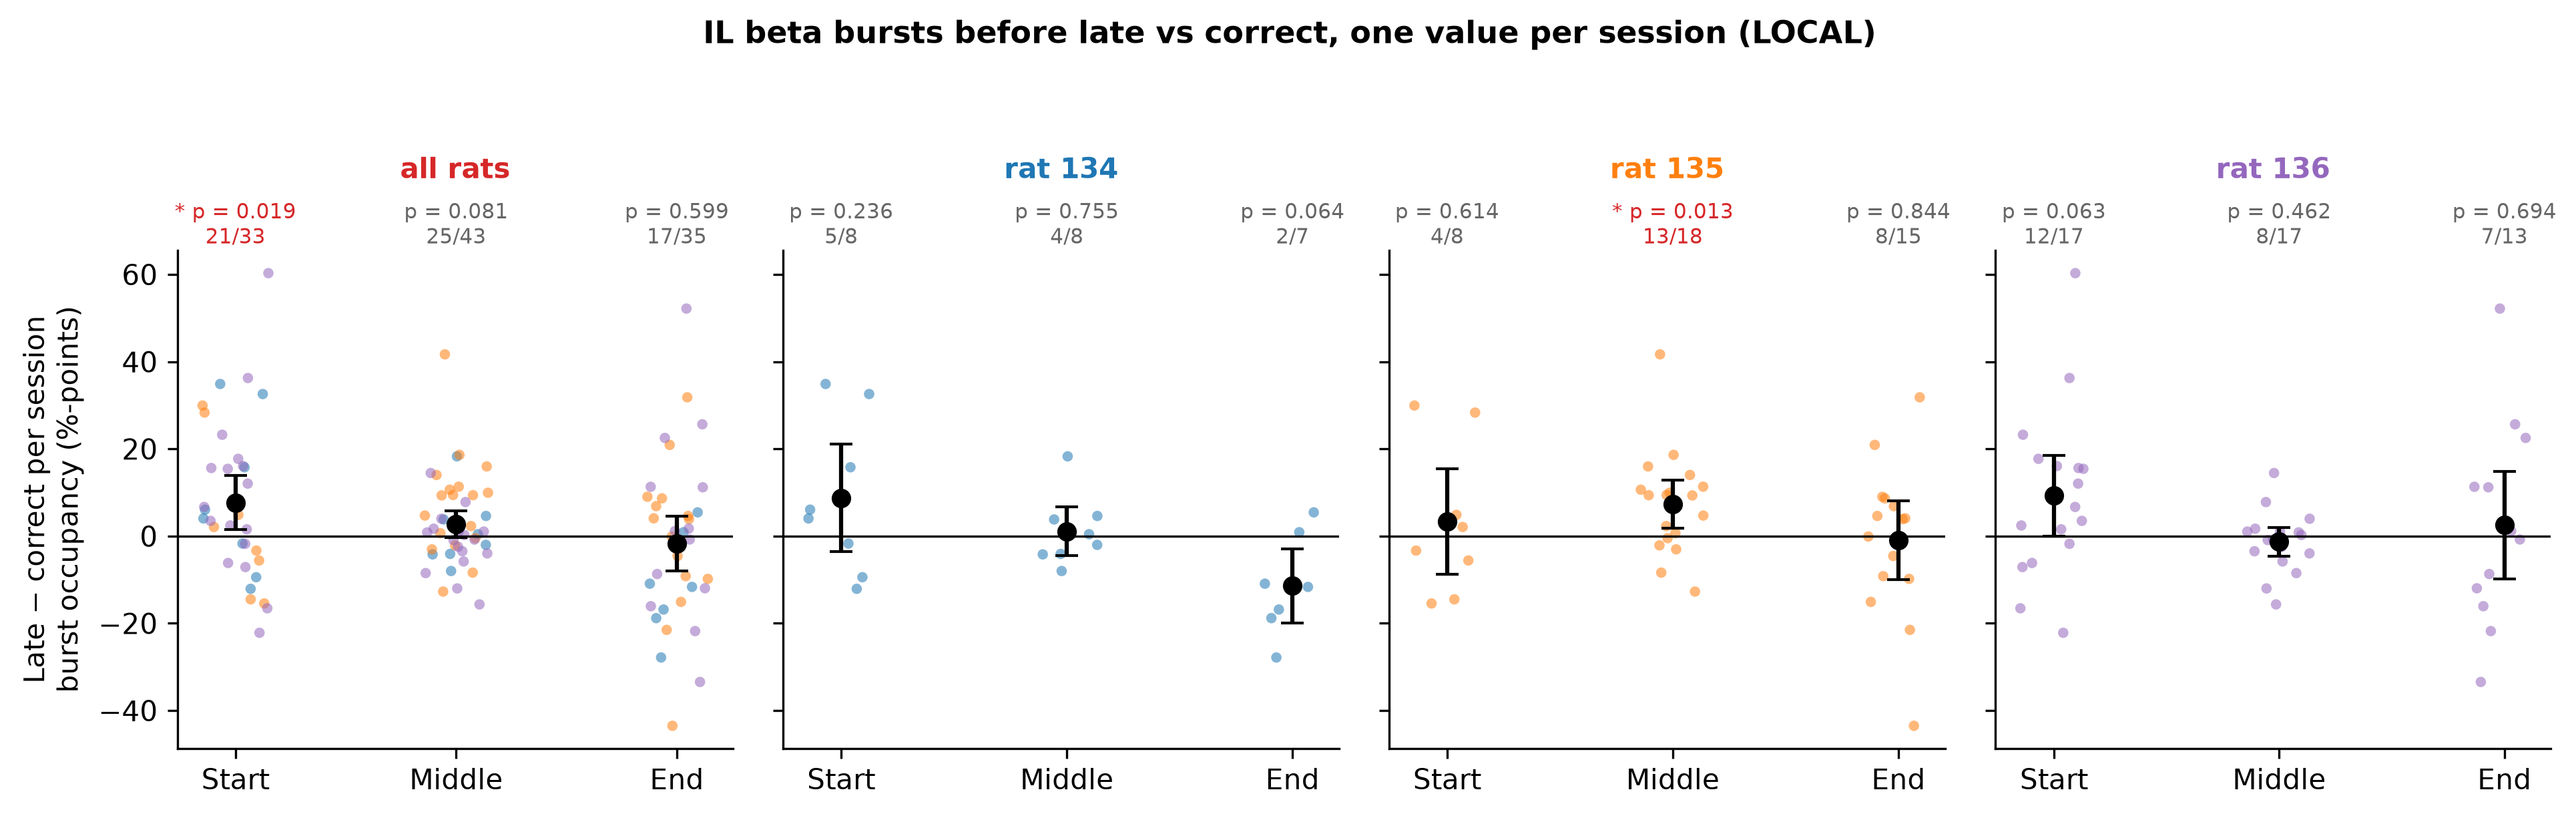 IL beta bursts before late vs correct, one value per session (LOCAL)
all rats
rat 134
rat 135
rat 136
* p = 0.019
21/33
p = 0.081
25/43
p = 0.599
17/35
p = 0.236
5/8
p = 0.755
4/8
p = 0.064
2/7
p = 0.614
4/8
* p = 0.013
13/18
p = 0.844
8/15
p = 0.063
12/17
p = 0.462
8/17
p = 0.694
7/13
Late − correct per session
burst occupancy (%-points)
60
40
20
0
−20
−40
Start
Middle
End
Start
Middle
End
Start
Middle
End
Start
Middle
End